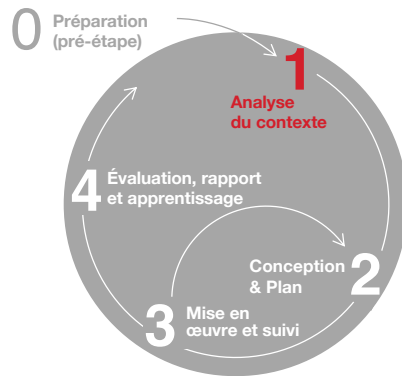 0 Préparation
(pré-étape)
1
Analyse
du contexte
2 Conception
& Plan
3 Mise en
œuvre et suivi
4 Évaluation, rapport
et apprentissage